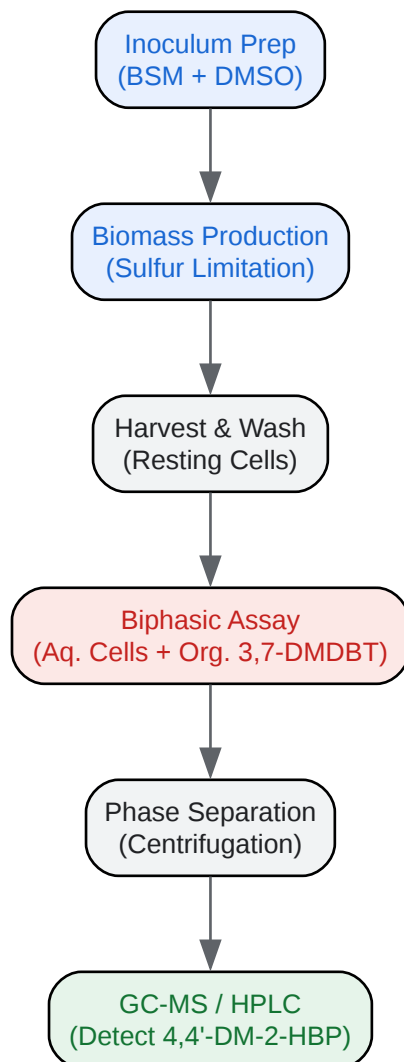 Inoculum Prep
(BSM + DMSO)
Biomass Production
(Sulfur Limitation)
Harvest & Wash
(Resting Cells)
Biphasic Assay
(Aq. Cells + Org. 3,7-DMDBT)
Phase Separation
(Centrifugation)
GC-MS / HPLC
(Detect 4,4'-DM-2-HBP)